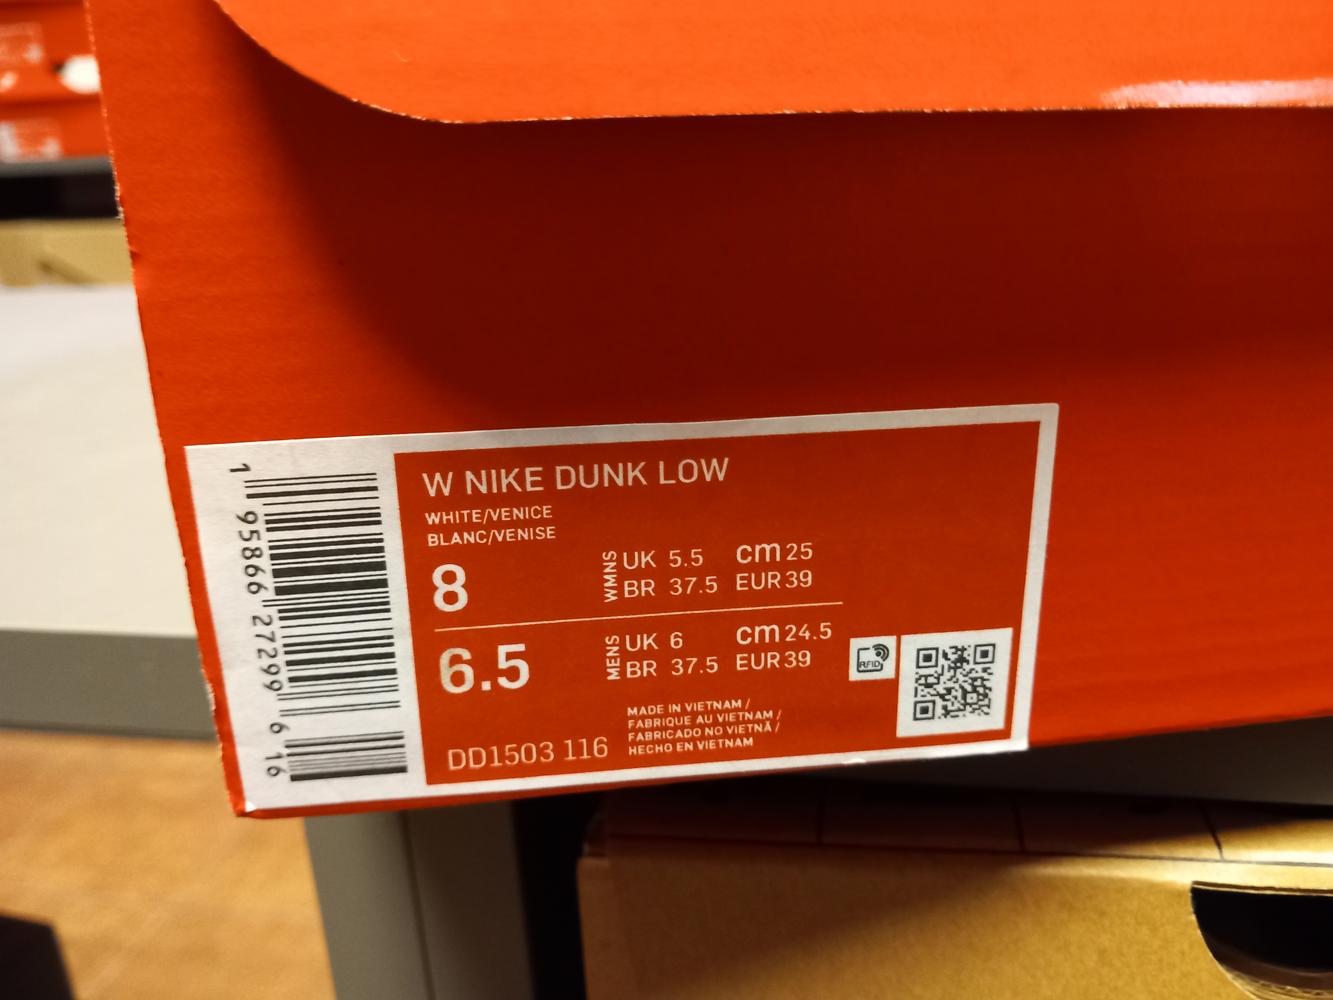 W NIKE DUNK LOW
WHITE/VENICE
BLANC/VENISE
8
WMNS
UK 5.5 cm 25
BR 37.5 EUR 39
6.5
MENS
UK 6 cm 24.5
BR 37.5 EUR 39
RFID
MADE IN VIETNAM /
FABRIQUE AU VIETNAM /
FABRICADO NO VIETNÃ /
HECHO EN VIETNAM
DD1503 116
1 95866 27299 6 16